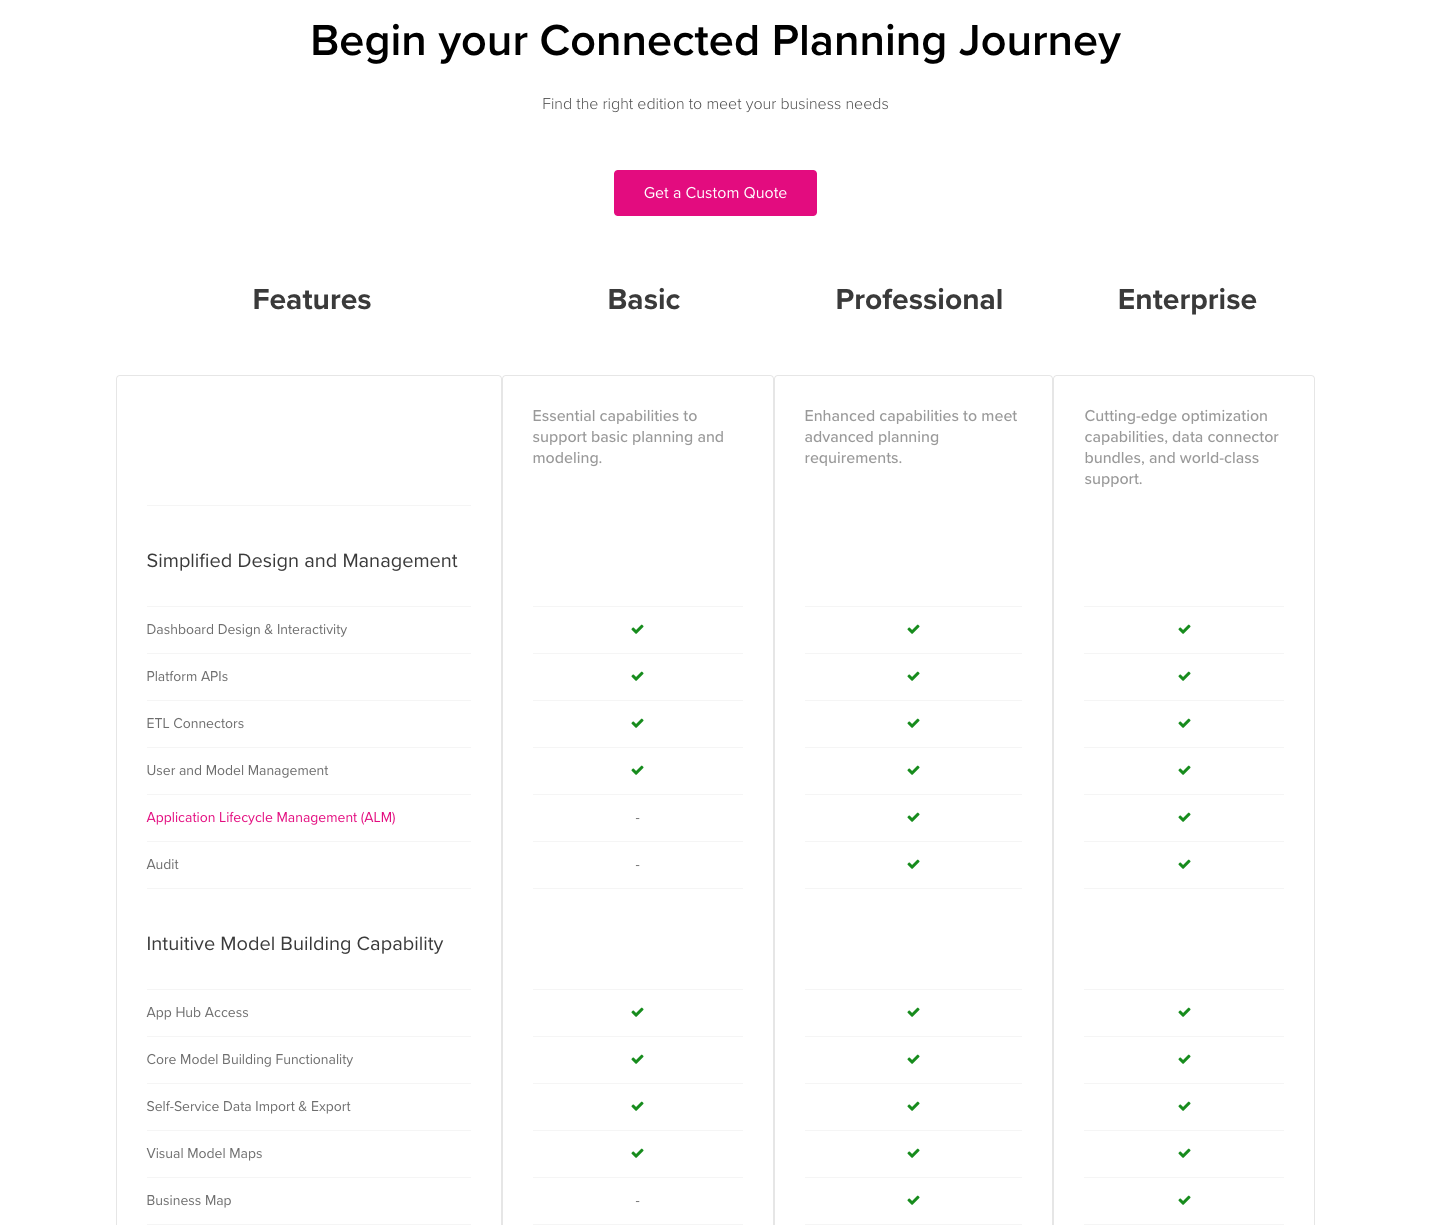 Begin your Connected Planning Journey
Find the right edition to meet your business needs
Get a Custom Quote
Features Basic Professional Enterprise
Essential capabilities to
support basic planning and
modeling.
Enhanced capabilities to meet
advanced planning
requirements.
Cutting-edge optimization
capabilities, data connector
bundles, and world-class
support.
Simplified Design and Management
Dashboard Design & Interactivity
Platform APIs
ETL Connectors
User and Model Management
Application Lifecycle Management (ALM) -
Audit -
Intuitive Model Building Capability
App Hub Access
Core Model Building Functionality
Self-Service Data Import & Export
Visual Model Maps
Business Map -